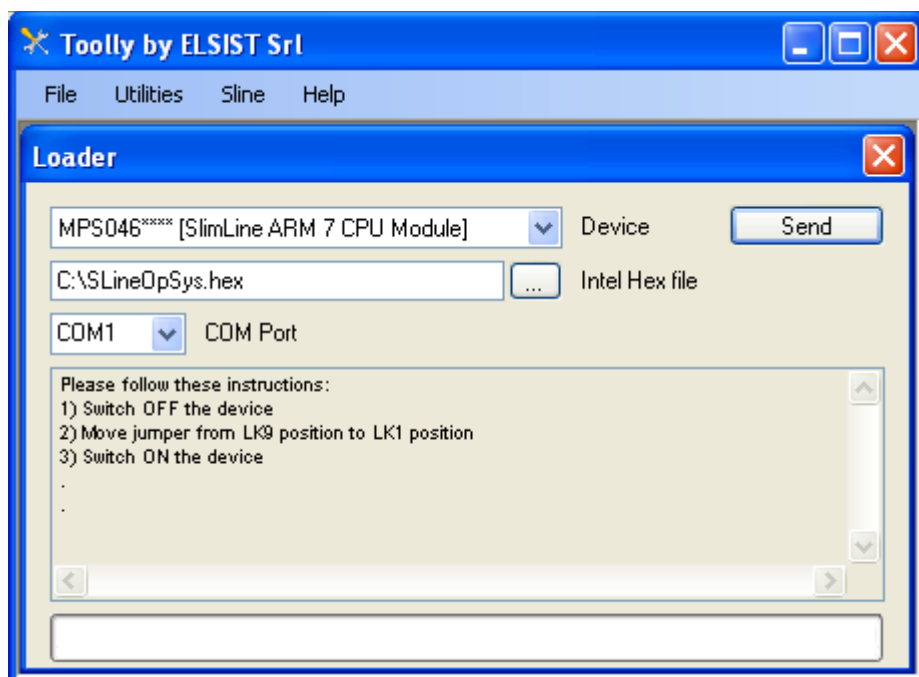 Toolly by ELSIST Srl
File Utilities Sline Help
Loader
MPS046**** [SlimLine ARM 7 CPU Module] Device Send
C:\SLineOpSys.hex ... Intel Hex file
COM1 COM Port
Please follow these instructions:
1) Switch OFF the device
2) Move jumper from LK9 position to LK1 position
3) Switch ON the device
.
.